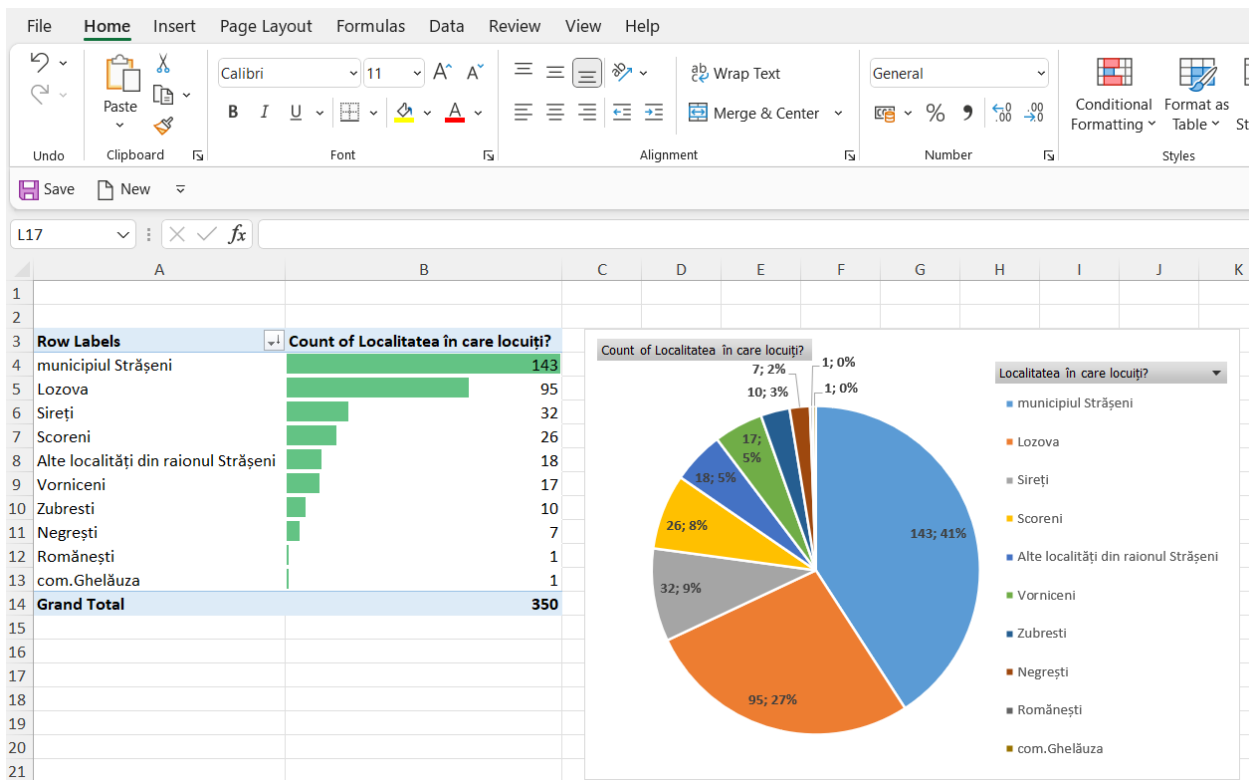 File Home Insert Page Layout Formulas Data Review View Help
Calibri 11 A A ab Wrap Text General
Paste B I U A Merge & Center % Conditional Formatting Format as Table St
Undo Clipboard Font Alignment Number Styles
Save New
L17 fx
A B C D E F G H I J K
1
2
3 Row Labels Count of Localitatea în care locuiți?
4 municipiul Strășeni 143
5 Lozova 95
6 Sireți 32
7 Scoreni 26
8 Alte localități din raionul Strășeni 18
9 Vorniceni 17
10 Zubresti 10
11 Negrești 7
12 Romănești 1
13 com.Ghelăuza 1
14 Grand Total 350
15
16
17
18
19
20
21
Count of Localitatea în care locuiți?
7; 2%
1; 0%
10; 3%
1; 0%
17; 5%
18; 5%
26; 8%
143; 41%
32; 9%
95; 27%
Localitatea în care locuiți?
municipiul Strășeni
Lozova
Sireți
Scoreni
Alte localități din raionul Strășeni
Vorniceni
Zubresti
Negrești
Romănești
com.Ghelăuza